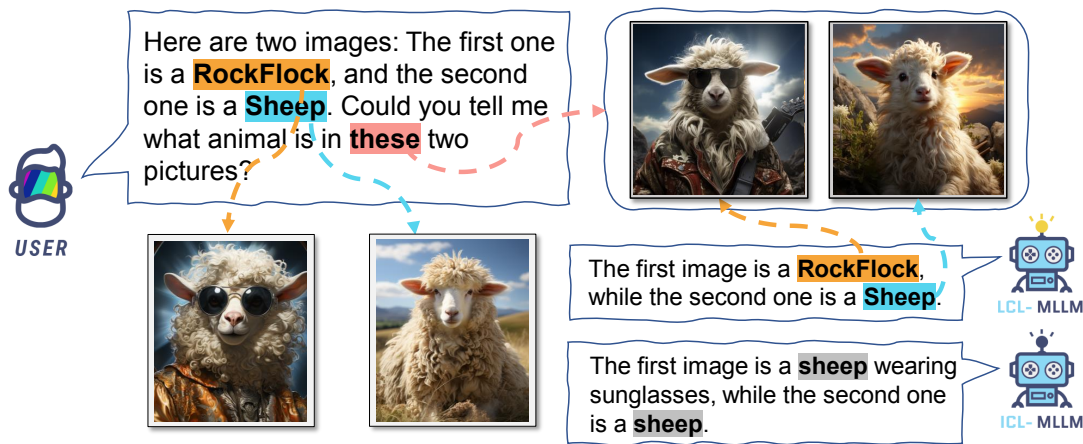 Here are two images: The first one
is a RockFlock, and the second
one is a Sheep. Could you tell me
what animal is in these two
pictures?
USER
The first image is a RockFlock,
while the second one is a Sheep.
LCL- MLLM
The first image is a sheep wearing
sunglasses, while the second one
is a sheep.
ICL- MLLM